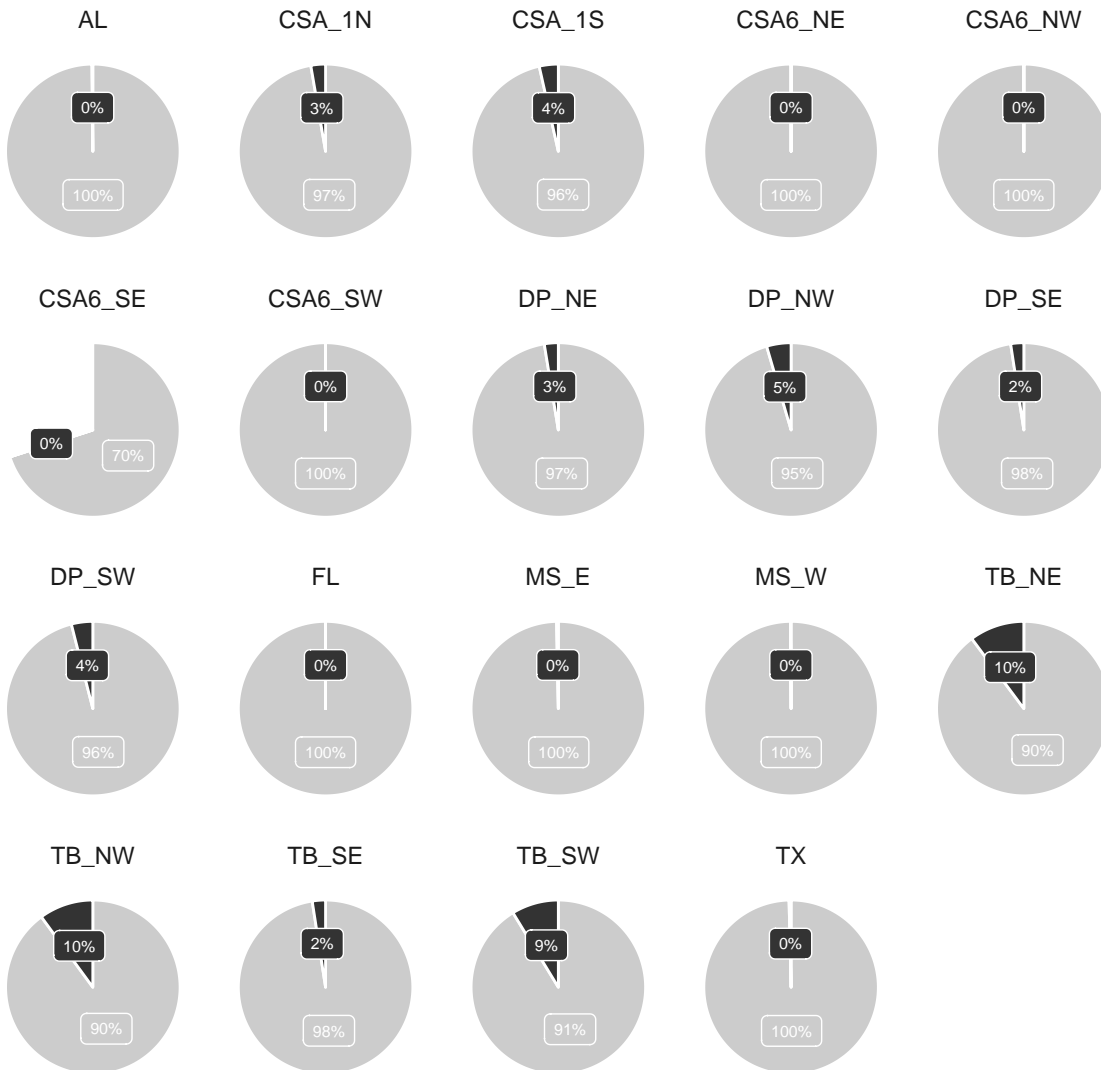 AL CSA_1N CSA_1S CSA6_NE CSA6_NW
0% 3% 4% 0% 0%
100% 97% 96% 100% 100%
CSA6_SE CSA6_SW DP_NE DP_NW DP_SE
0% 0% 3% 5% 2%
70% 100% 97% 95% 98%
DP_SW FL MS_E MS_W TB_NE
4% 0% 0% 0% 10%
96% 100% 100% 100% 90%
TB_NW TB_SE TB_SW TX
10% 2% 9% 0%
90% 98% 91% 100%